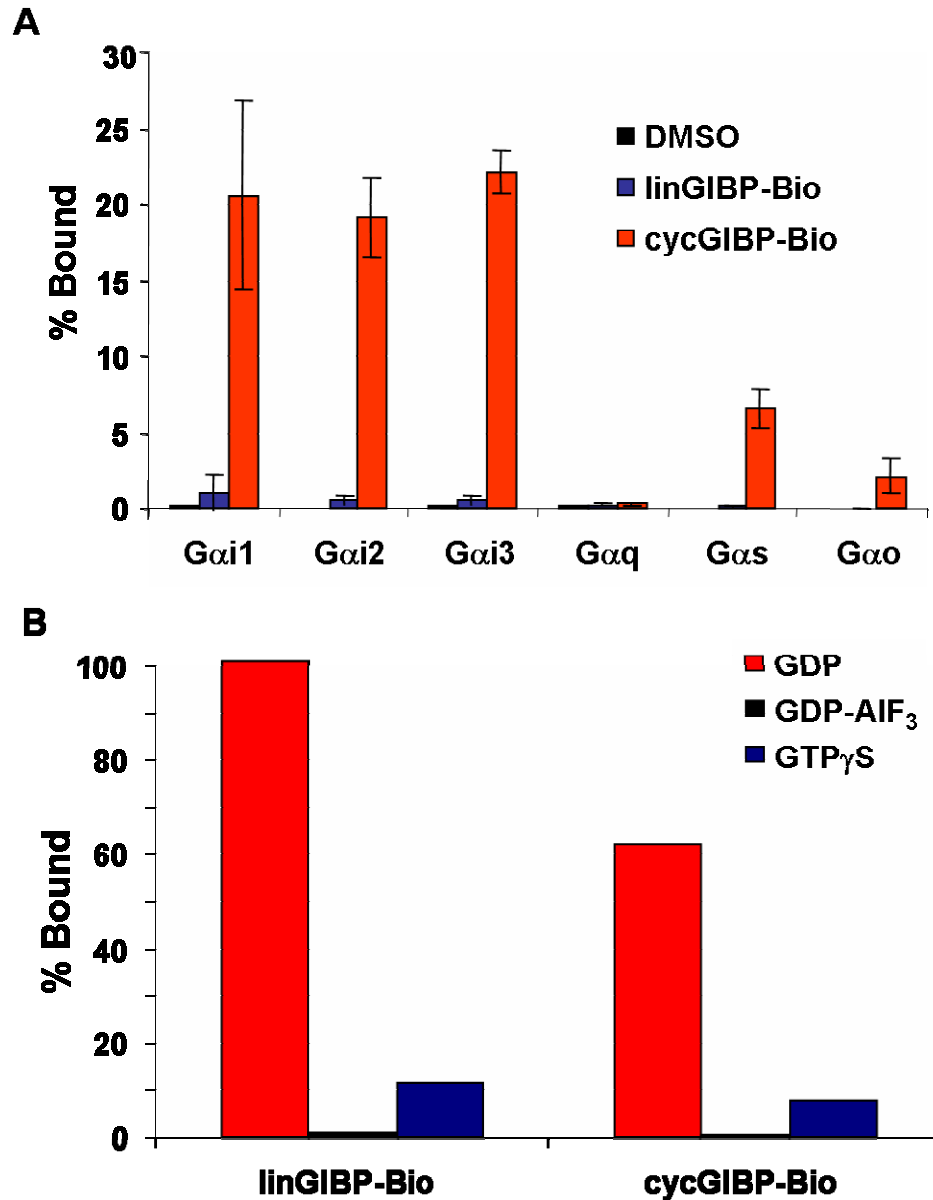 A
30
25
20
15
10
5
0
% Bound
DMSO
linGIBP-Bio
cycGIBP-Bio
Gαi1 Gαi2 Gαi3 Gαq Gαs Gαo
B
100
80
60
40
20
0
% Bound
GDP
GDP-AlF₃
GTPγS
linGIBP-Bio cycGIBP-Bio